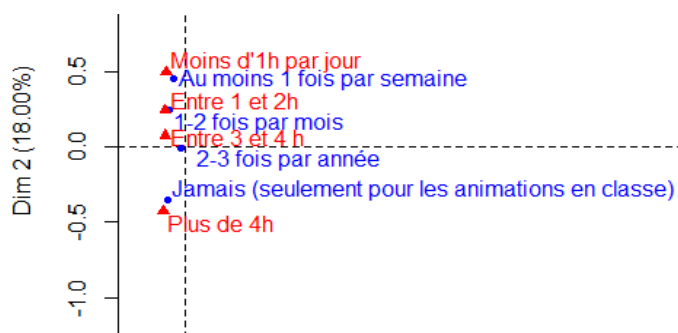 Dim 2 (18.00%)
0.5
0.0
-0.5
-1.0
Moins d'1h par jour
Au moins 1 fois par semaine
Entre 1 et 2h
1-2 fois par mois
Entre 3 et 4 h
2-3 fois par année
Jamais (seulement pour les animations en classe)
Plus de 4h